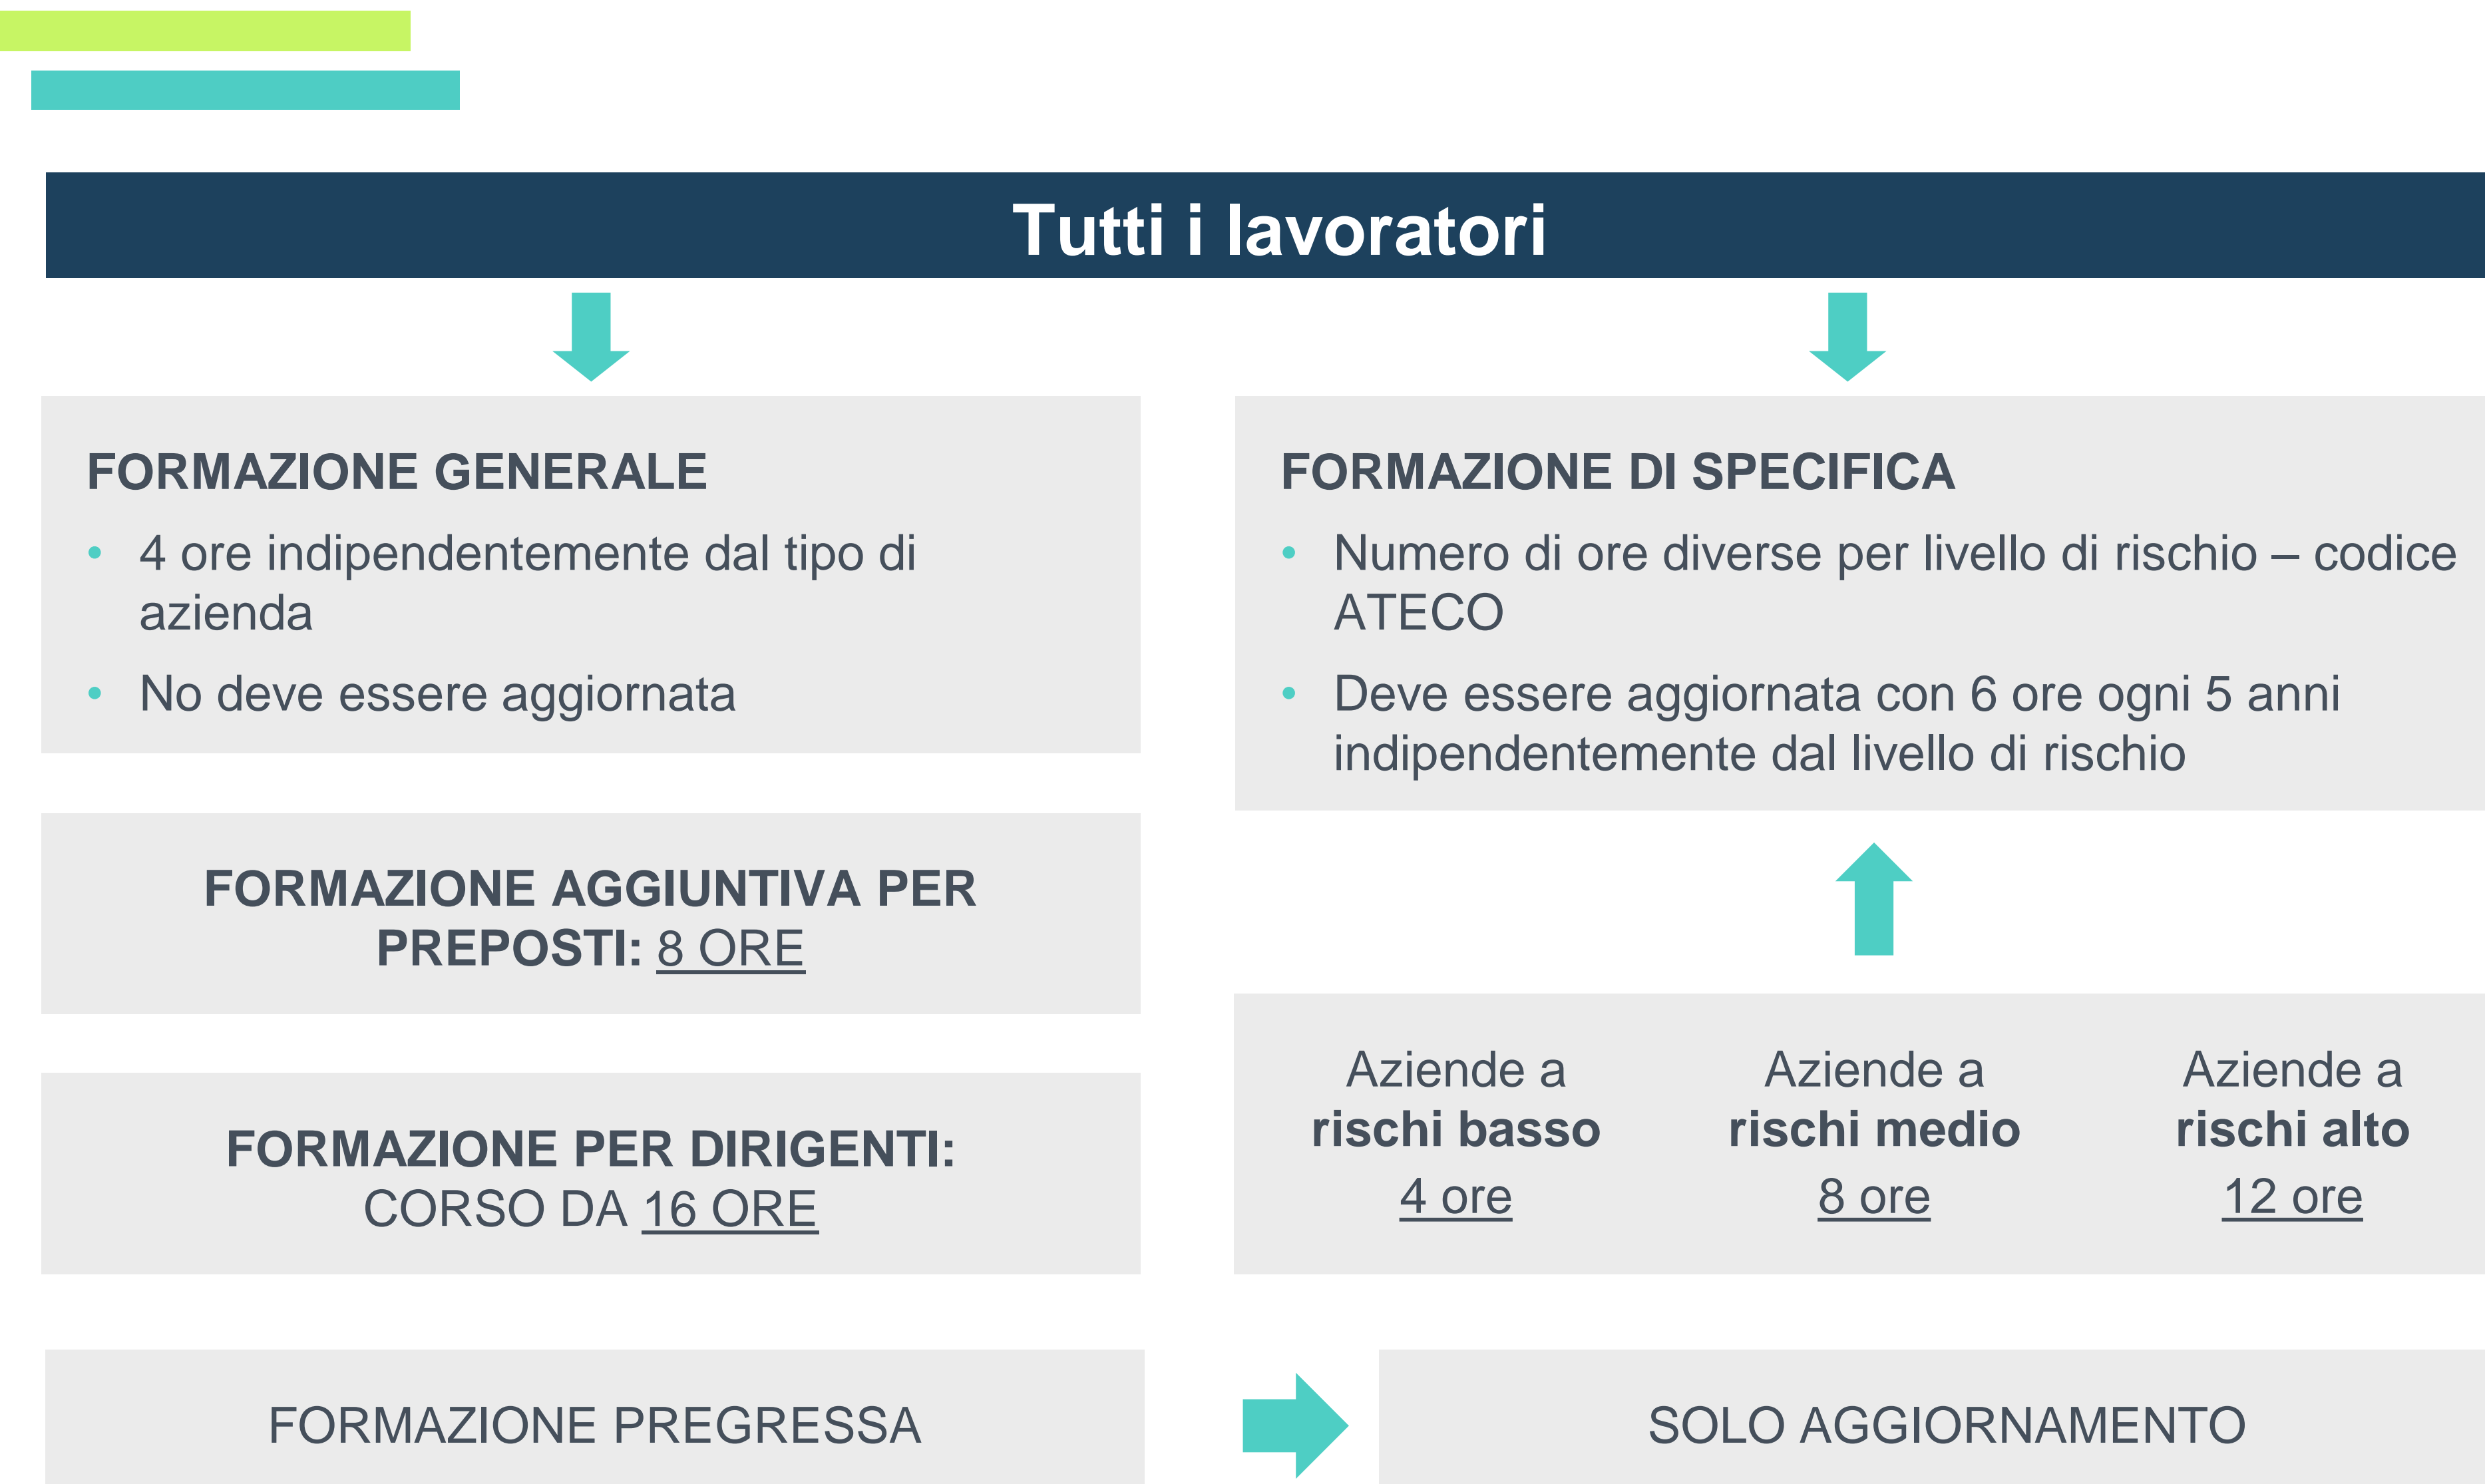 Tutti i lavoratori
FORMAZIONE GENERALE
• 4 ore indipendentemente dal tipo di
azienda
• No deve essere aggiornata
FORMAZIONE DI SPECIFICA
• Numero di ore diverse per livello di rischio – codice
ATECO
• Deve essere aggiornata con 6 ore ogni 5 anni
indipendentemente dal livello di rischio
FORMAZIONE AGGIUNTIVA PER
PREPOSTI: 8 ORE
FORMAZIONE PER DIRIGENTI:
CORSO DA 16 ORE
Aziende a
rischi basso
4 ore
Aziende a
rischi medio
8 ore
Aziende a
rischi alto
12 ore
FORMAZIONE PREGRESSA
SOLO AGGIORNAMENTO